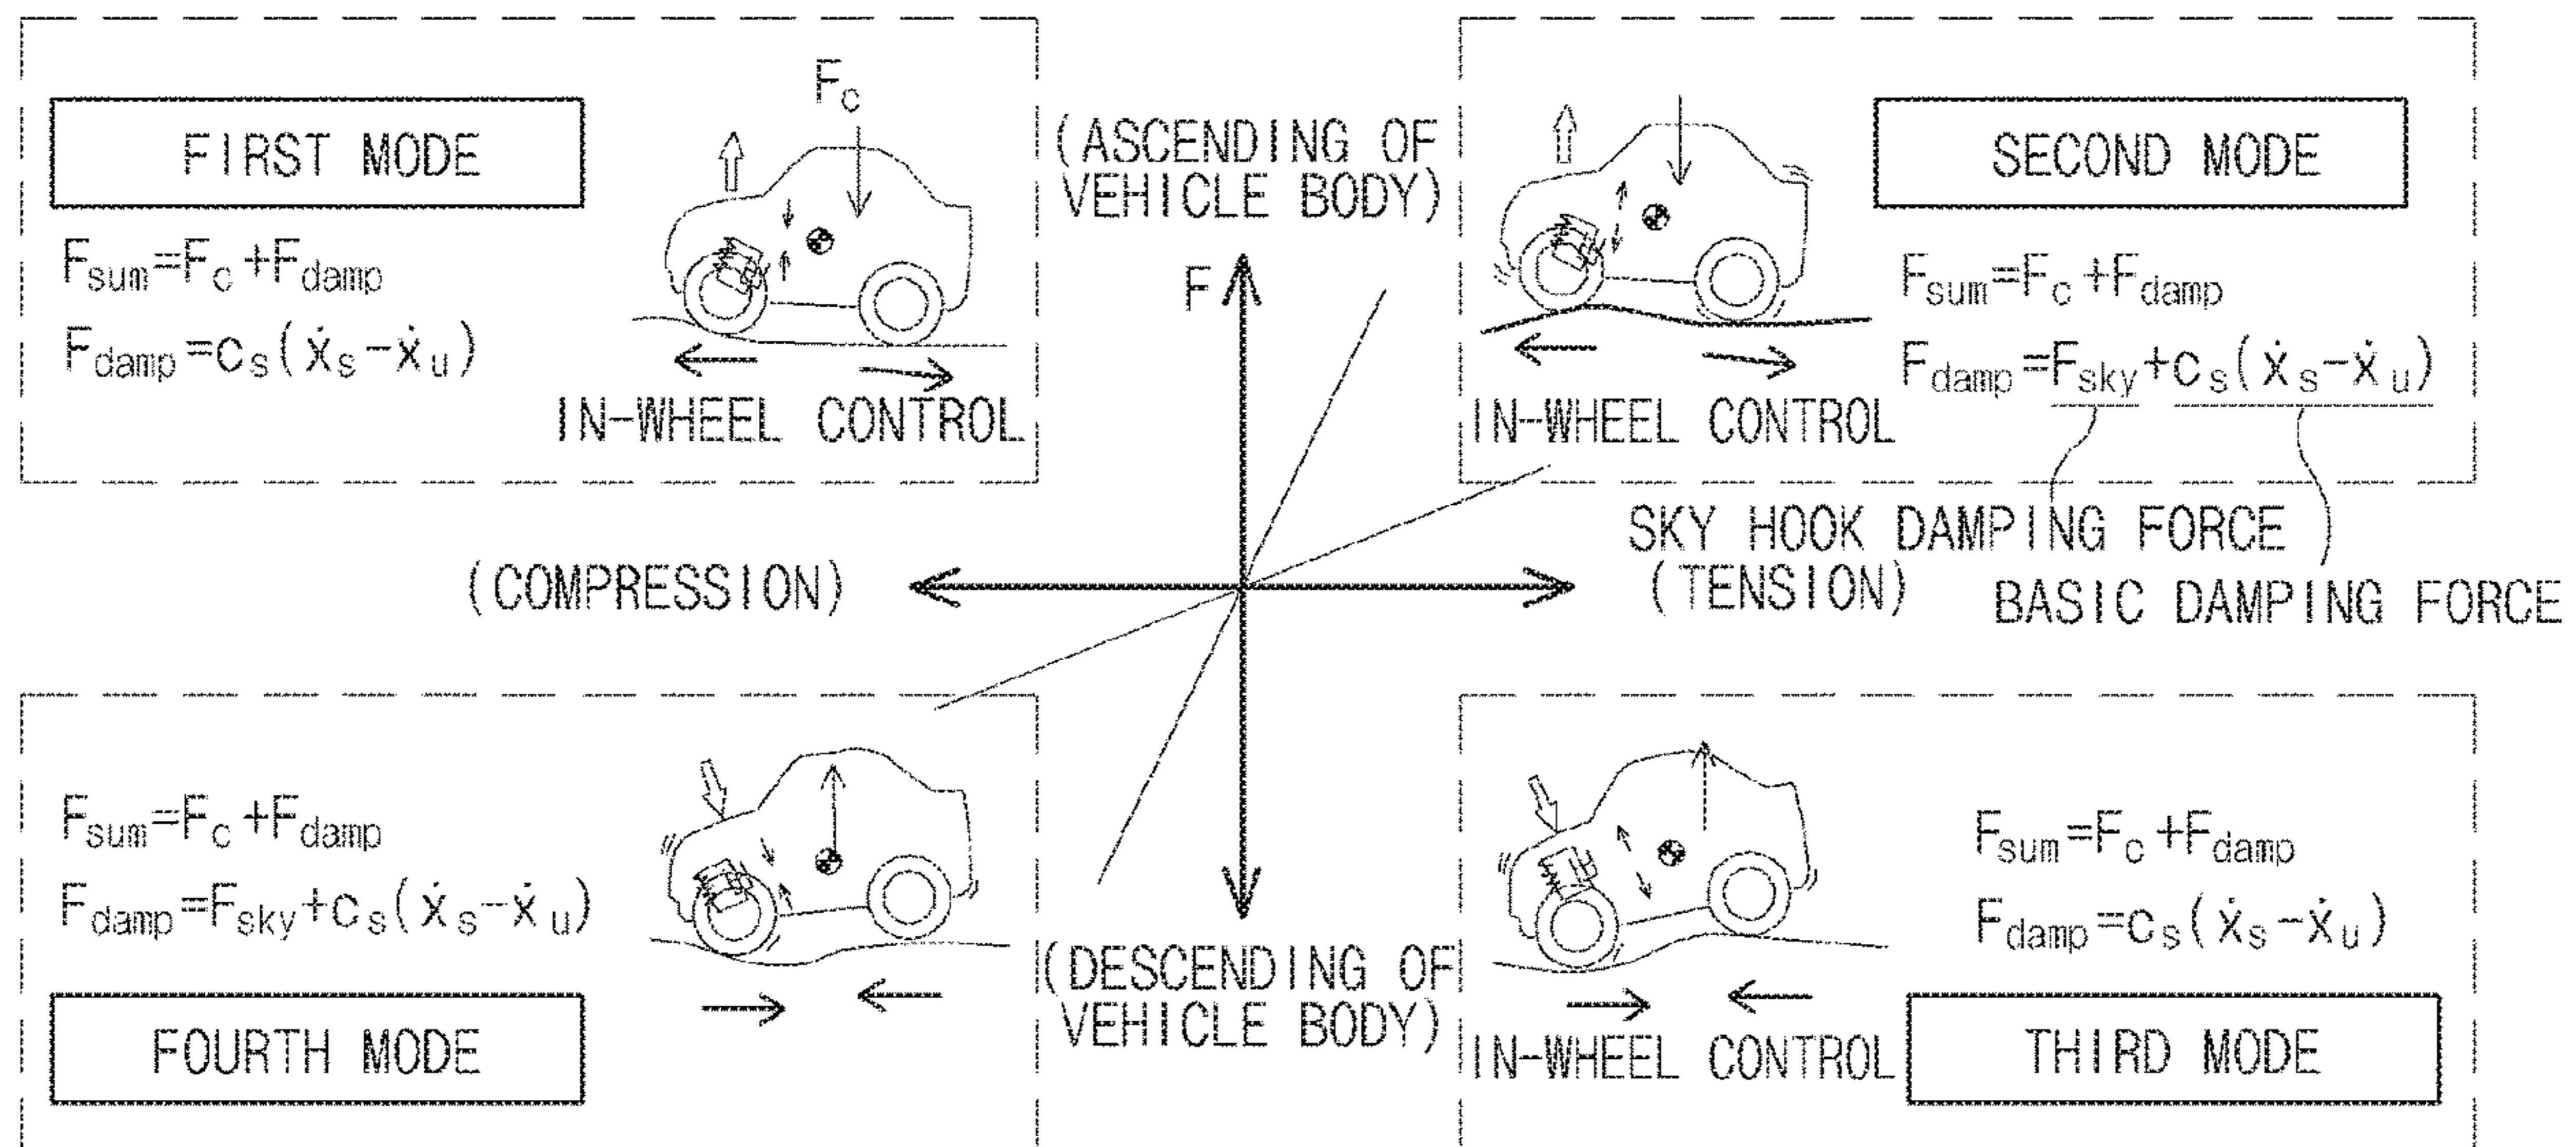 FIRST MODE
F_sum=F_c+F_damp
F_damp=c_s(ẋ_s-ẋ_u)
F_c
IN-WHEEL CONTROL
(ASCENDING OF
VEHICLE BODY)
F
SECOND MODE
F_sum=F_c+F_damp
F_damp=F_sky+c_s(ẋ_s-ẋ_u)
IN-WHEEL CONTROL
SKY HOOK DAMPING FORCE
BASIC DAMPING FORCE
(COMPRESSION)
(TENSION)
F_sum=F_c+F_damp
F_damp=F_sky+c_s(ẋ_s-ẋ_u)
FOURTH MODE
(DESCENDING OF
VEHICLE BODY)
F_sum=F_c+F_damp
F_damp=c_s(ẋ_s-ẋ_u)
IN-WHEEL CONTROL
THIRD MODE